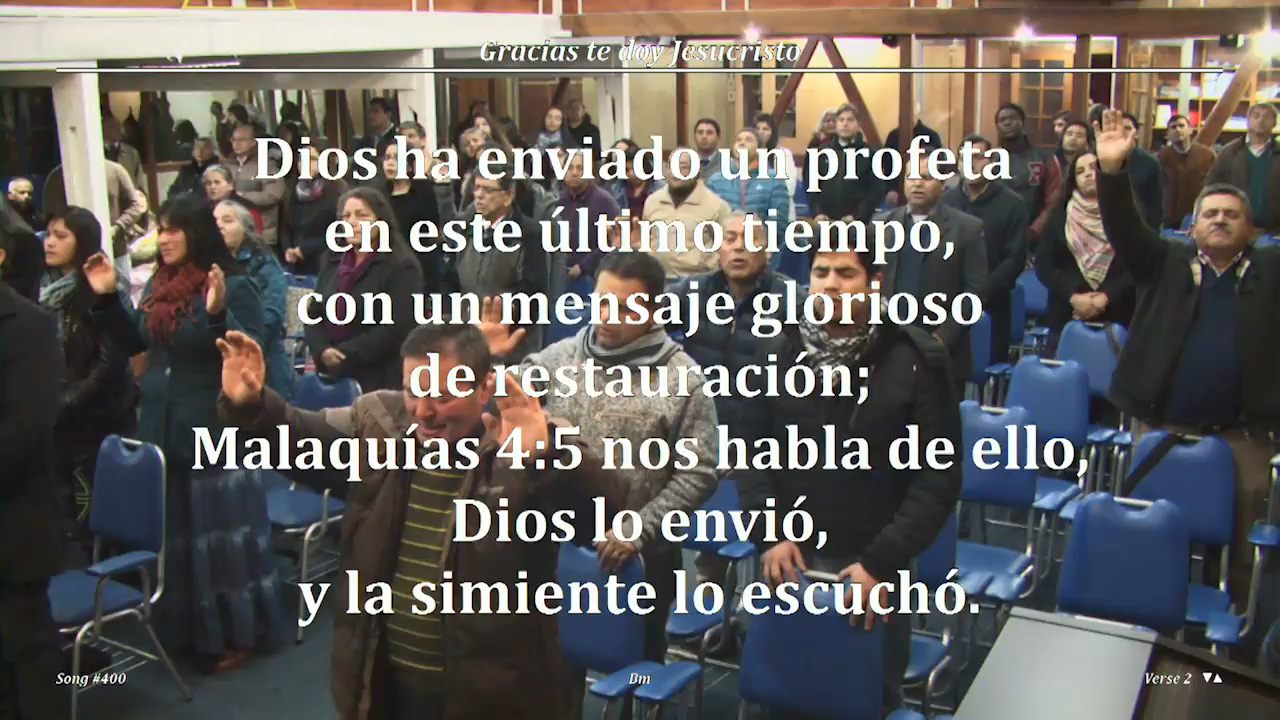 Gracias te doy Jesucristo
Dios ha enviado un profeta
en este último tiempo,
con un mensaje glorioso
de restauración;
Malaquías 4:5 nos habla de ello,
Dios lo envió,
y la simiente lo escuchó.
Song #400
Bm
Verse 2 ▼▲